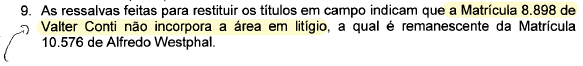 9. As ressalvas feitas para restituir os títulos em campo indicam que a Matrícula 8.898 de
Valter Conti não incorpora a área em litígio, a qual é remanescente da Matrícula
10.576 de Alfredo Westphal.